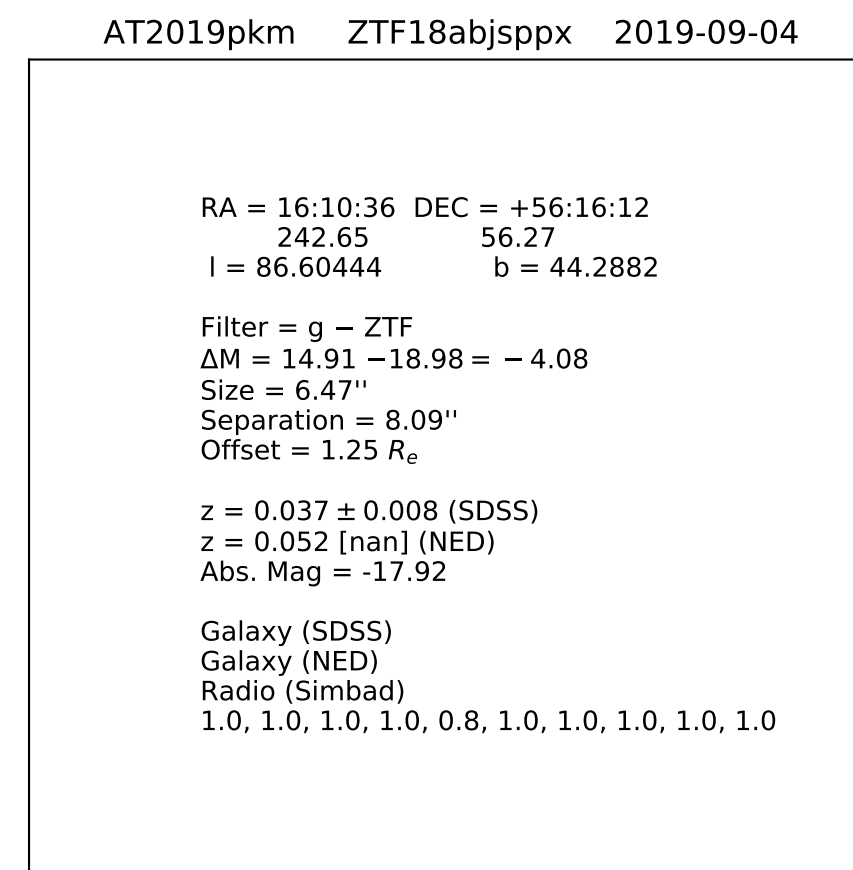 AT2019pkm ZTF18abjsppx 2019-09-04
RA = 16:10:36 DEC = +56:16:12
242.65 56.27
l = 86.60444 b = 44.2882
Filter = g − ZTF
ΔM = 14.91 −18.98 = − 4.08
Size = 6.47''
Separation = 8.09''
Offset = 1.25 Rₑ
z = 0.037 ± 0.008 (SDSS)
z = 0.052 [nan] (NED)
Abs. Mag = -17.92
Galaxy (SDSS)
Galaxy (NED)
Radio (Simbad)
1.0, 1.0, 1.0, 1.0, 0.8, 1.0, 1.0, 1.0, 1.0, 1.0